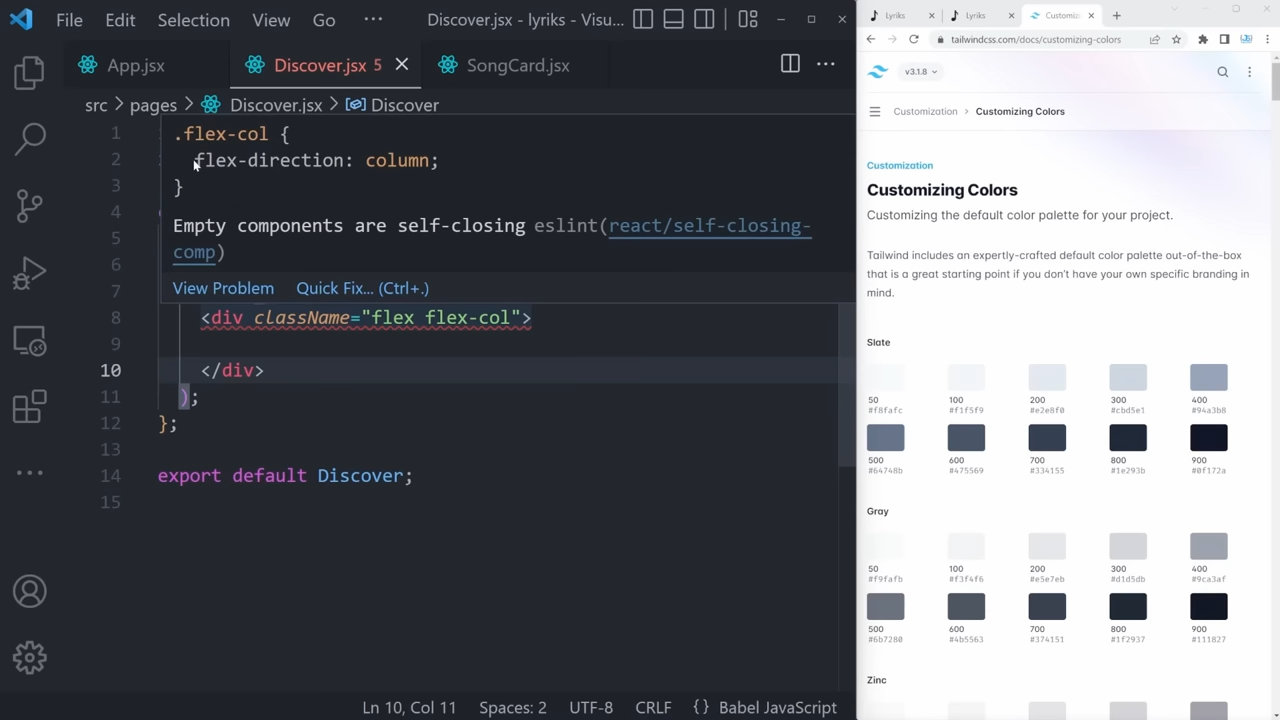 File Edit Selection View Go ··· Discover.jsx - lyriks - Visu...
App.jsx Discover.jsx 5 SongCard.jsx
src > pages > Discover.jsx > Discover
1
2
3
4
5
6
7
8
9
10
11
12
13
14
15
.flex-col {
flex-direction: column;
}
Empty components are self-closing eslint(react/self-closing-
comp)
View Problem Quick Fix... (Ctrl+.)
<div className="flex flex-col">
</div>
);
};
export default Discover;
Ln 10, Col 11 Spaces: 2 UTF-8 CRLF {} Babel JavaScript
Lyriks Lyriks Customiz
tailwindcss.com/docs/customizing-colors
v3.1.8
Customization > Customizing Colors
Customization
Customizing Colors
Customizing the default color palette for your project.
Tailwind includes an expertly-crafted default color palette out-of-the-box
that is a great starting point if you don't have your own specific branding in
mind.
Slate
50 100 200 300 400
#f8fafc #f1f5f9 #e2e8f0 #cbd5e1 #94a3b8
500 600 700 800 900
#64748b #475569 #334155 #1e293b #0f172a
Gray
50 100 200 300 400
#f9fafb #f3f4f6 #e5e7eb #d1d5db #9ca3af
500 600 700 800 900
#6b7280 #4b5563 #374151 #1f2937 #111827
Zinc